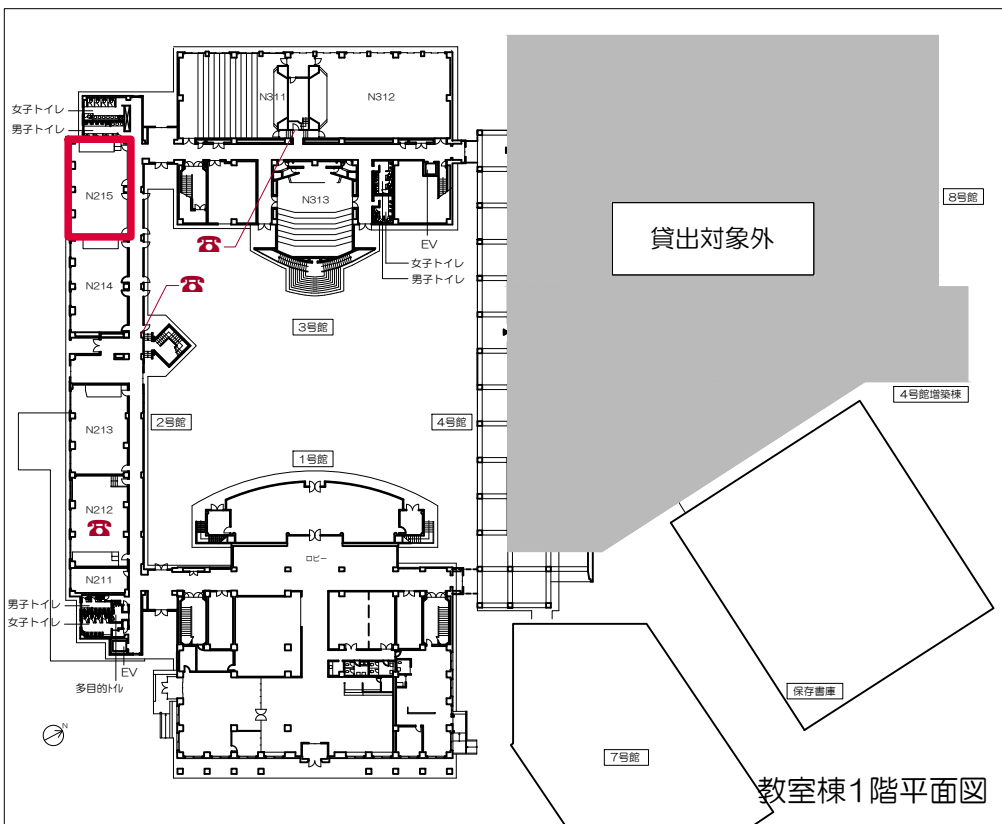 女子トイレ
男子トイレ
N311
N312
N215
N313
8号館
貸出対象外
EV
女子トイレ
男子トイレ
N214
3号館
4号館増築棟
2号館
4号館
N213
1号館
N212
ロビー
N211
男子トイレ
女子トイレ
EV
多目的トイレ
保存書庫
N
7号館
教室棟1階平面図